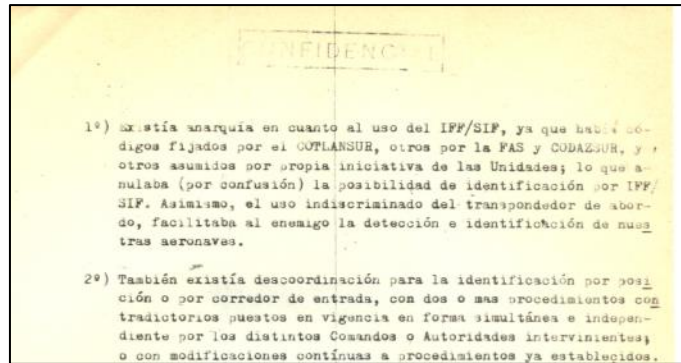 CONFIDENCIAL
1º) Existía anarquía en cuanto al uso del IFF/SIF, ya que había có-
digos fijados por el COTLANSUR, otros por la FAS y CODAZSUR, y
otros asumidos por propia iniciativa de las Unidades; lo que a-
nulaba (por confusión) la posibilidad de identificación por IFF/
SIF. Asimismo, el uso indiscriminado del transpondedor de abor-
do, facilitaba al enemigo la detección e identificación de nues
tras aeronaves.
2º) También existía descoordinación para la identificación por posi
ción o por corredor de entrada, con dos o mas procedimientos con
tradictorios puestos en vigencia en forma simultánea e indepen-
diente por los distintos Comandos o Autoridades intervinientes;
o con modificaciones contínuas a procedimientos ya establecidos.